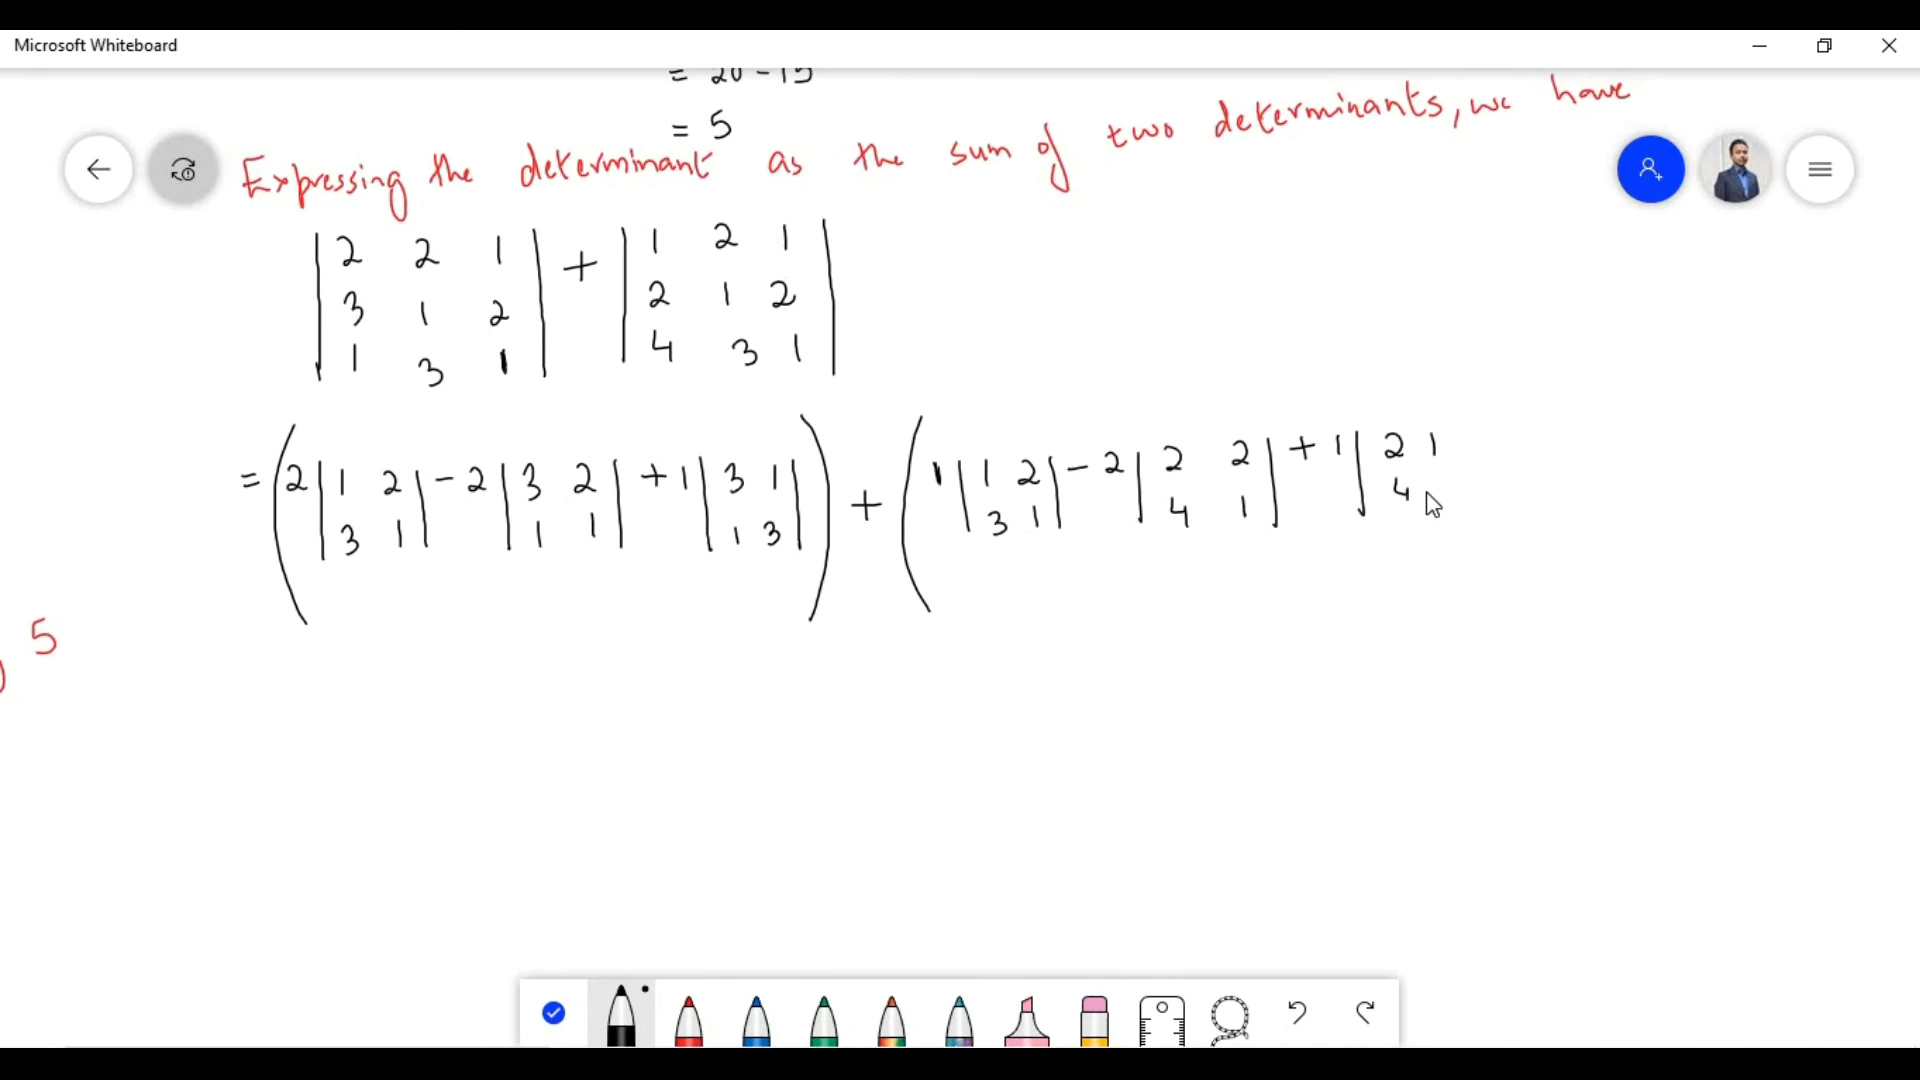 Microsoft Whiteboard
= 20 - 15
= 5
Expressing the determinant as the sum of two determinants, we have
| 2 2 1 | + | 1 2 1 |
| 3 1 2 |   | 2 1 2 |
| 1 3 1 |   | 4 3 1 |
= ( 2 | 1 2 | - 2 | 3 2 | + 1 | 3 1 | ) + ( 1 | 1 2 | - 2 | 2 2 | + 1 | 2 1
| 3 1 | | 1 1 | | 1 3 | | 3 1 | | 4 1 | | 4
5